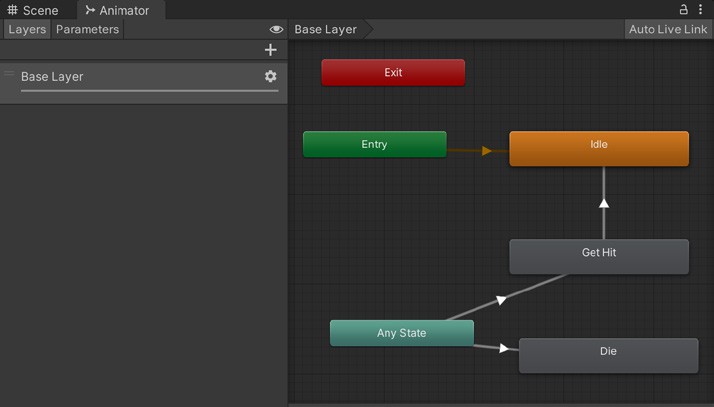 Scene Animator
Layers Parameters
Base Layer
Base Layer Auto Live Link
Exit
Entry
Idle
Get Hit
Any State
Die